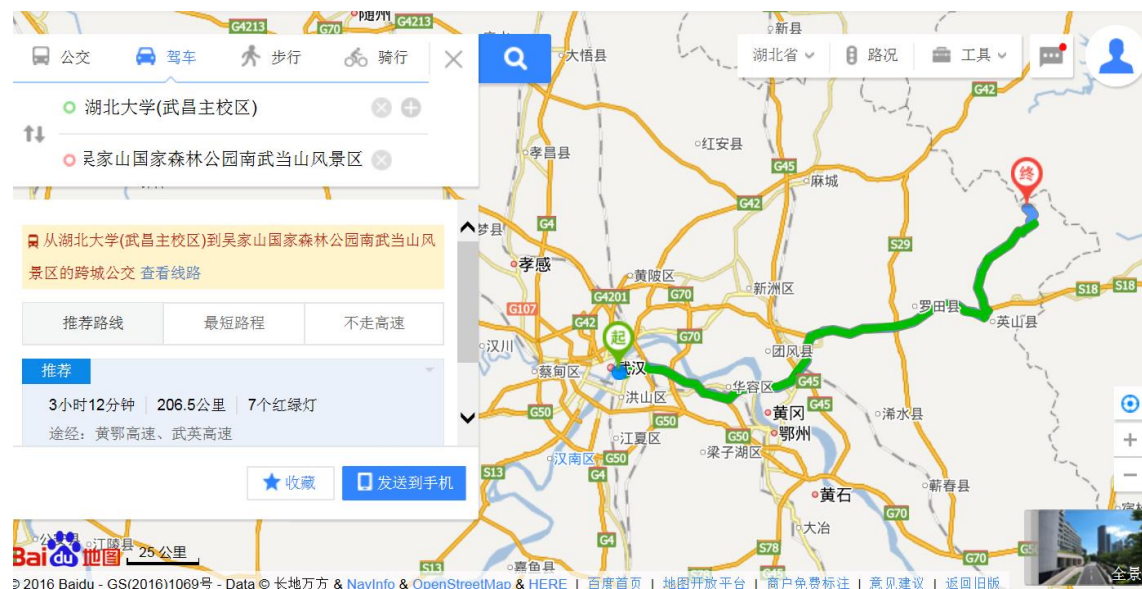 公交 驾车 步行 骑行
湖北大学(武昌主校区)
吴家山国家森林公园南武当山风景区
从湖北大学(武昌主校区)到吴家山国家森林公园南武当山风
景区的跨城公交 查看线路
推荐路线 最短路程 不走高速
推荐
3小时12分钟 206.5公里 7个红绿灯
途经：黄鄂高速、武英高速
收藏 发送到手机
湖北省 路况 工具
随州
G4213
G70
G4213
新县
大悟县
G42
红安县
孝昌县
G45
麻城
终
G42
梦县
G4
S29
孝感
黄陂区
新洲区
G4201
G70
S18
S18
G107
G42
罗田县
英山县
起
G70
汉川
团风县
蔡甸区
武汉
华容区
G45
洪山区
G50
G50
黄冈
G45
浠水县
江夏区
G50
鄂州
梁子湖区
汉南区
G50
S13
G4
黄石
蕲春县
G70
大冶
江陵县
G4
S78
G70
S13
嘉鱼县
G45
Bai du 地图
25 公里
全景
© 2016 Baidu - GS(2016)1069号 - Data © 长地万方 & NavInfo & OpenStreetMap & HERE | 百度首页 | 地图开放平台 | 商户免费标注 | 意见建议 | 返回旧版